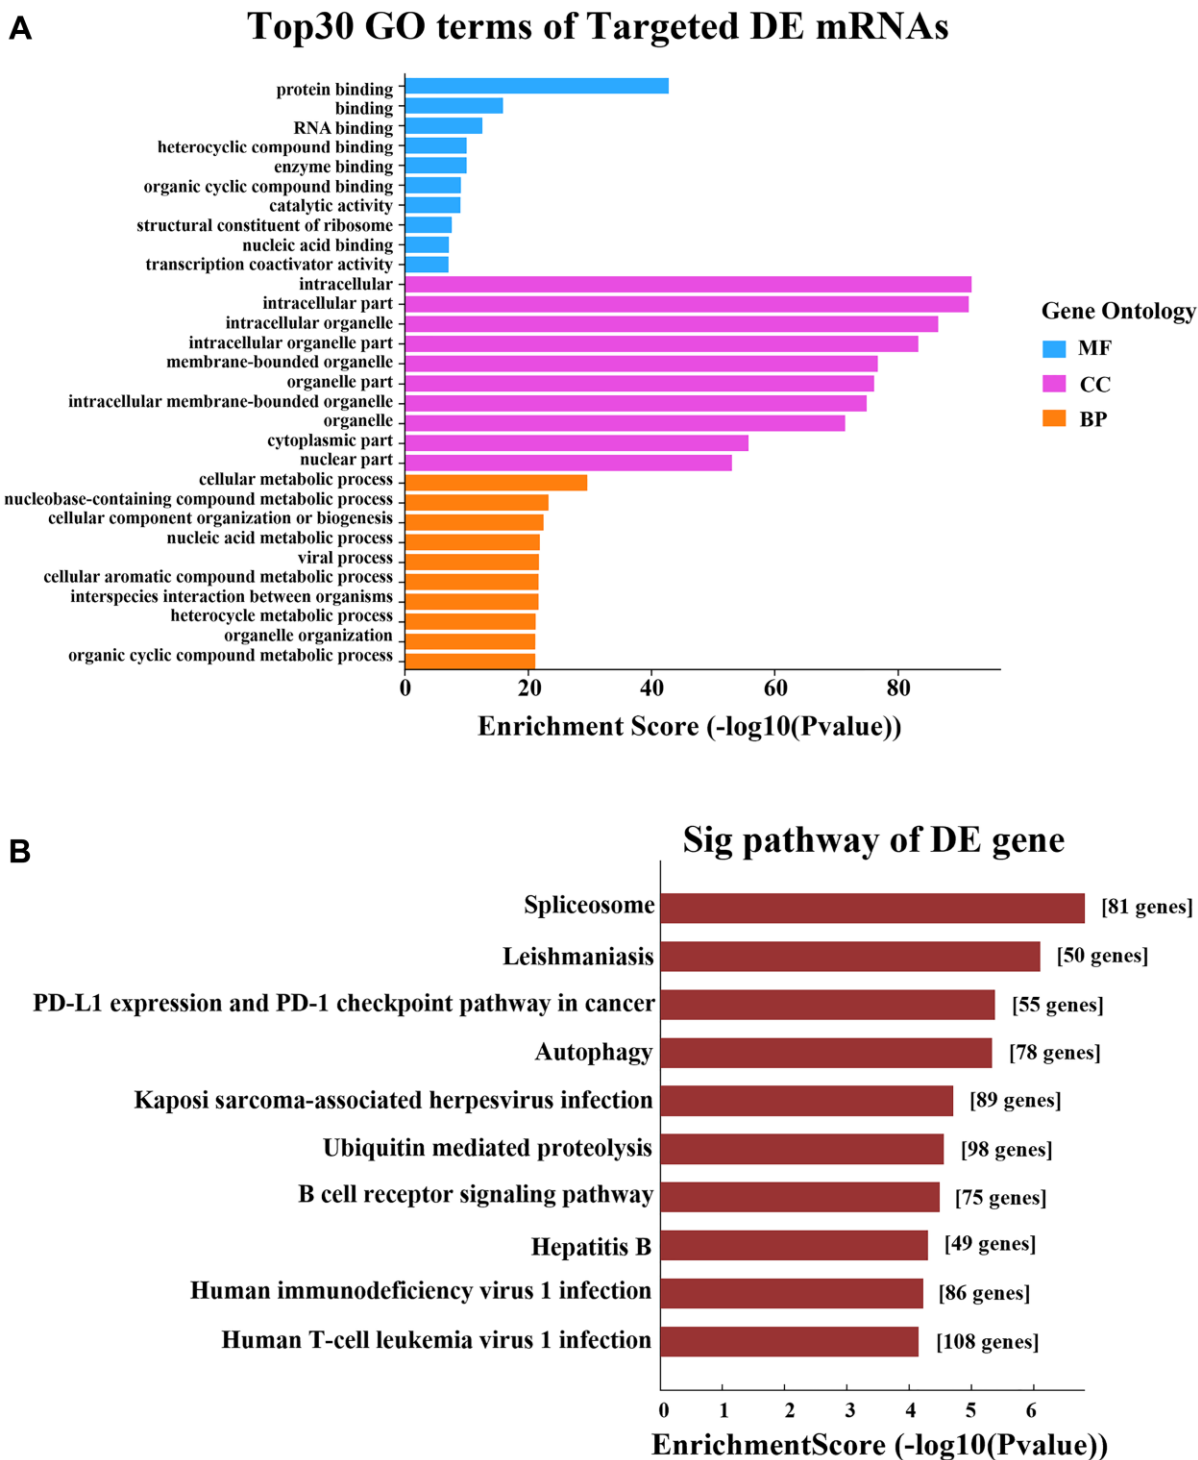 A
Top30 GO terms of Targeted DE mRNAs
protein binding
binding
RNA binding
heterocyclic compound binding
enzyme binding
organic cyclic compound binding
catalytic activity
structural constituent of ribosome
nucleic acid binding
transcription coactivator activity
intracellular
intracellular part
intracellular organelle
intracellular organelle part
membrane-bounded organelle
organelle part
intracellular membrane-bounded organelle
organelle
cytoplasmic part
nuclear part
cellular metabolic process
nucleobase-containing compound metabolic process
cellular component organization or biogenesis
nucleic acid metabolic process
viral process
cellular aromatic compound metabolic process
interspecies interaction between organisms
heterocycle metabolic process
organelle organization
organic cyclic compound metabolic process
0 20 40 60 80
Enrichment Score (-log10(Pvalue))
Gene Ontology
MF
CC
BP
B
Sig pathway of DE gene
Spliceosome [81 genes]
Leishmaniasis [50 genes]
PD-L1 expression and PD-1 checkpoint pathway in cancer [55 genes]
Autophagy [78 genes]
Kaposi sarcoma-associated herpesvirus infection [89 genes]
Ubiquitin mediated proteolysis [98 genes]
B cell receptor signaling pathway [75 genes]
Hepatitis B [49 genes]
Human immunodeficiency virus 1 infection [86 genes]
Human T-cell leukemia virus 1 infection [108 genes]
0 1 2 3 4 5 6
EnrichmentScore (-log10(Pvalue))